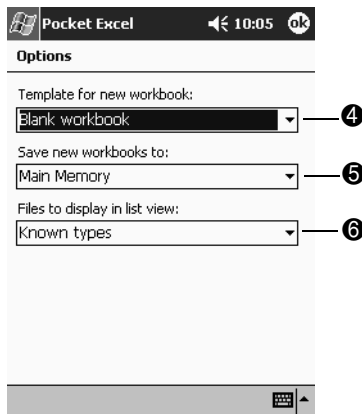 Pocket Excel 10:05 ok
Options
Template for new workbook:
Blank workbook 4
Save new workbooks to:
Main Memory 5
Files to display in list view:
Known types 6